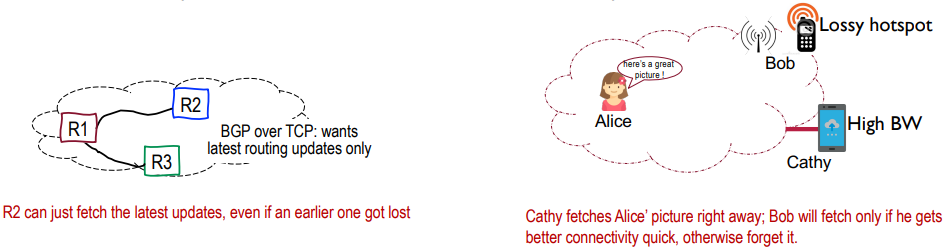 R1
R2
R3
BGP over TCP: wants
latest routing updates only
R2 can just fetch the latest updates, even if an earlier one got lost
here's a great
picture !
Alice
Bob
Lossy hotspot
High BW
Cathy
Cathy fetches Alice' picture right away; Bob will fetch only if he gets
better connectivity quick, otherwise forget it.